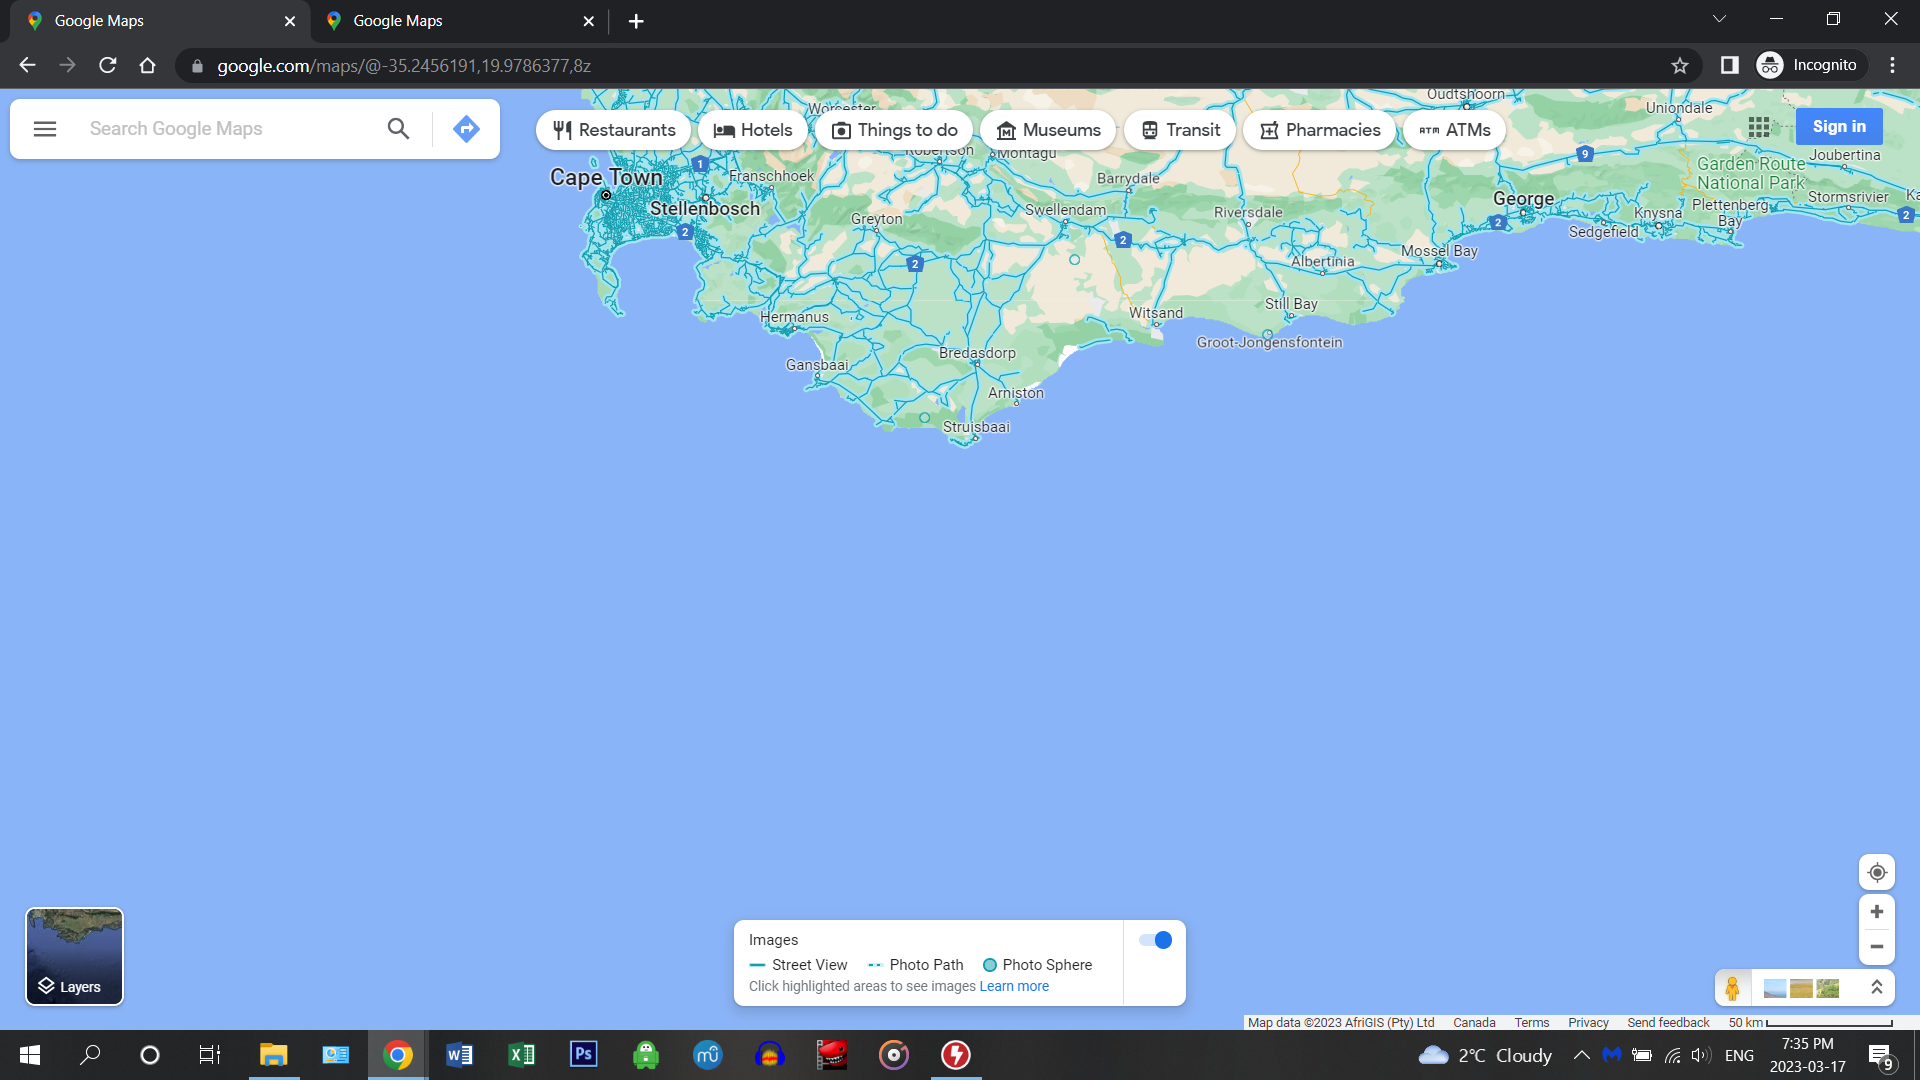 Google Maps
Google Maps
google.com/maps/@-35.2456191,19.9786377,8z
Incognito
Search Google Maps
Restaurants
Hotels
Things to do
Museums
Transit
Pharmacies
ATM ATMs
Sign in
Worcester
Oudtshoorn
Uniondale
Robertson
Montagu
Joubertina
Cape Town
1
Franschhoek
Barrydale
9
Garden Route
National Park
Stellenbosch
Greyton
Swellendam
Riversdale
George
Knysna
Plettenberg
Bay
Stormsrivier
Ka
2
2
2
2
2
Sedgefield
Mossel Bay
Albertinia
Hermanus
Witsand
Still Bay
Groot-Jongensfontein
Gansbaai
Bredasdorp
Arniston
Struisbaai
Layers
Images
Street View
Photo Path
Photo Sphere
Click highlighted areas to see images Learn more
Map data ©2023 AfriGIS (Pty) Ltd
Canada
Terms
Privacy
Send feedback
50 km
W
X
Ps
mü
2°C Cloudy
ENG
7:35 PM
2023-03-17
9